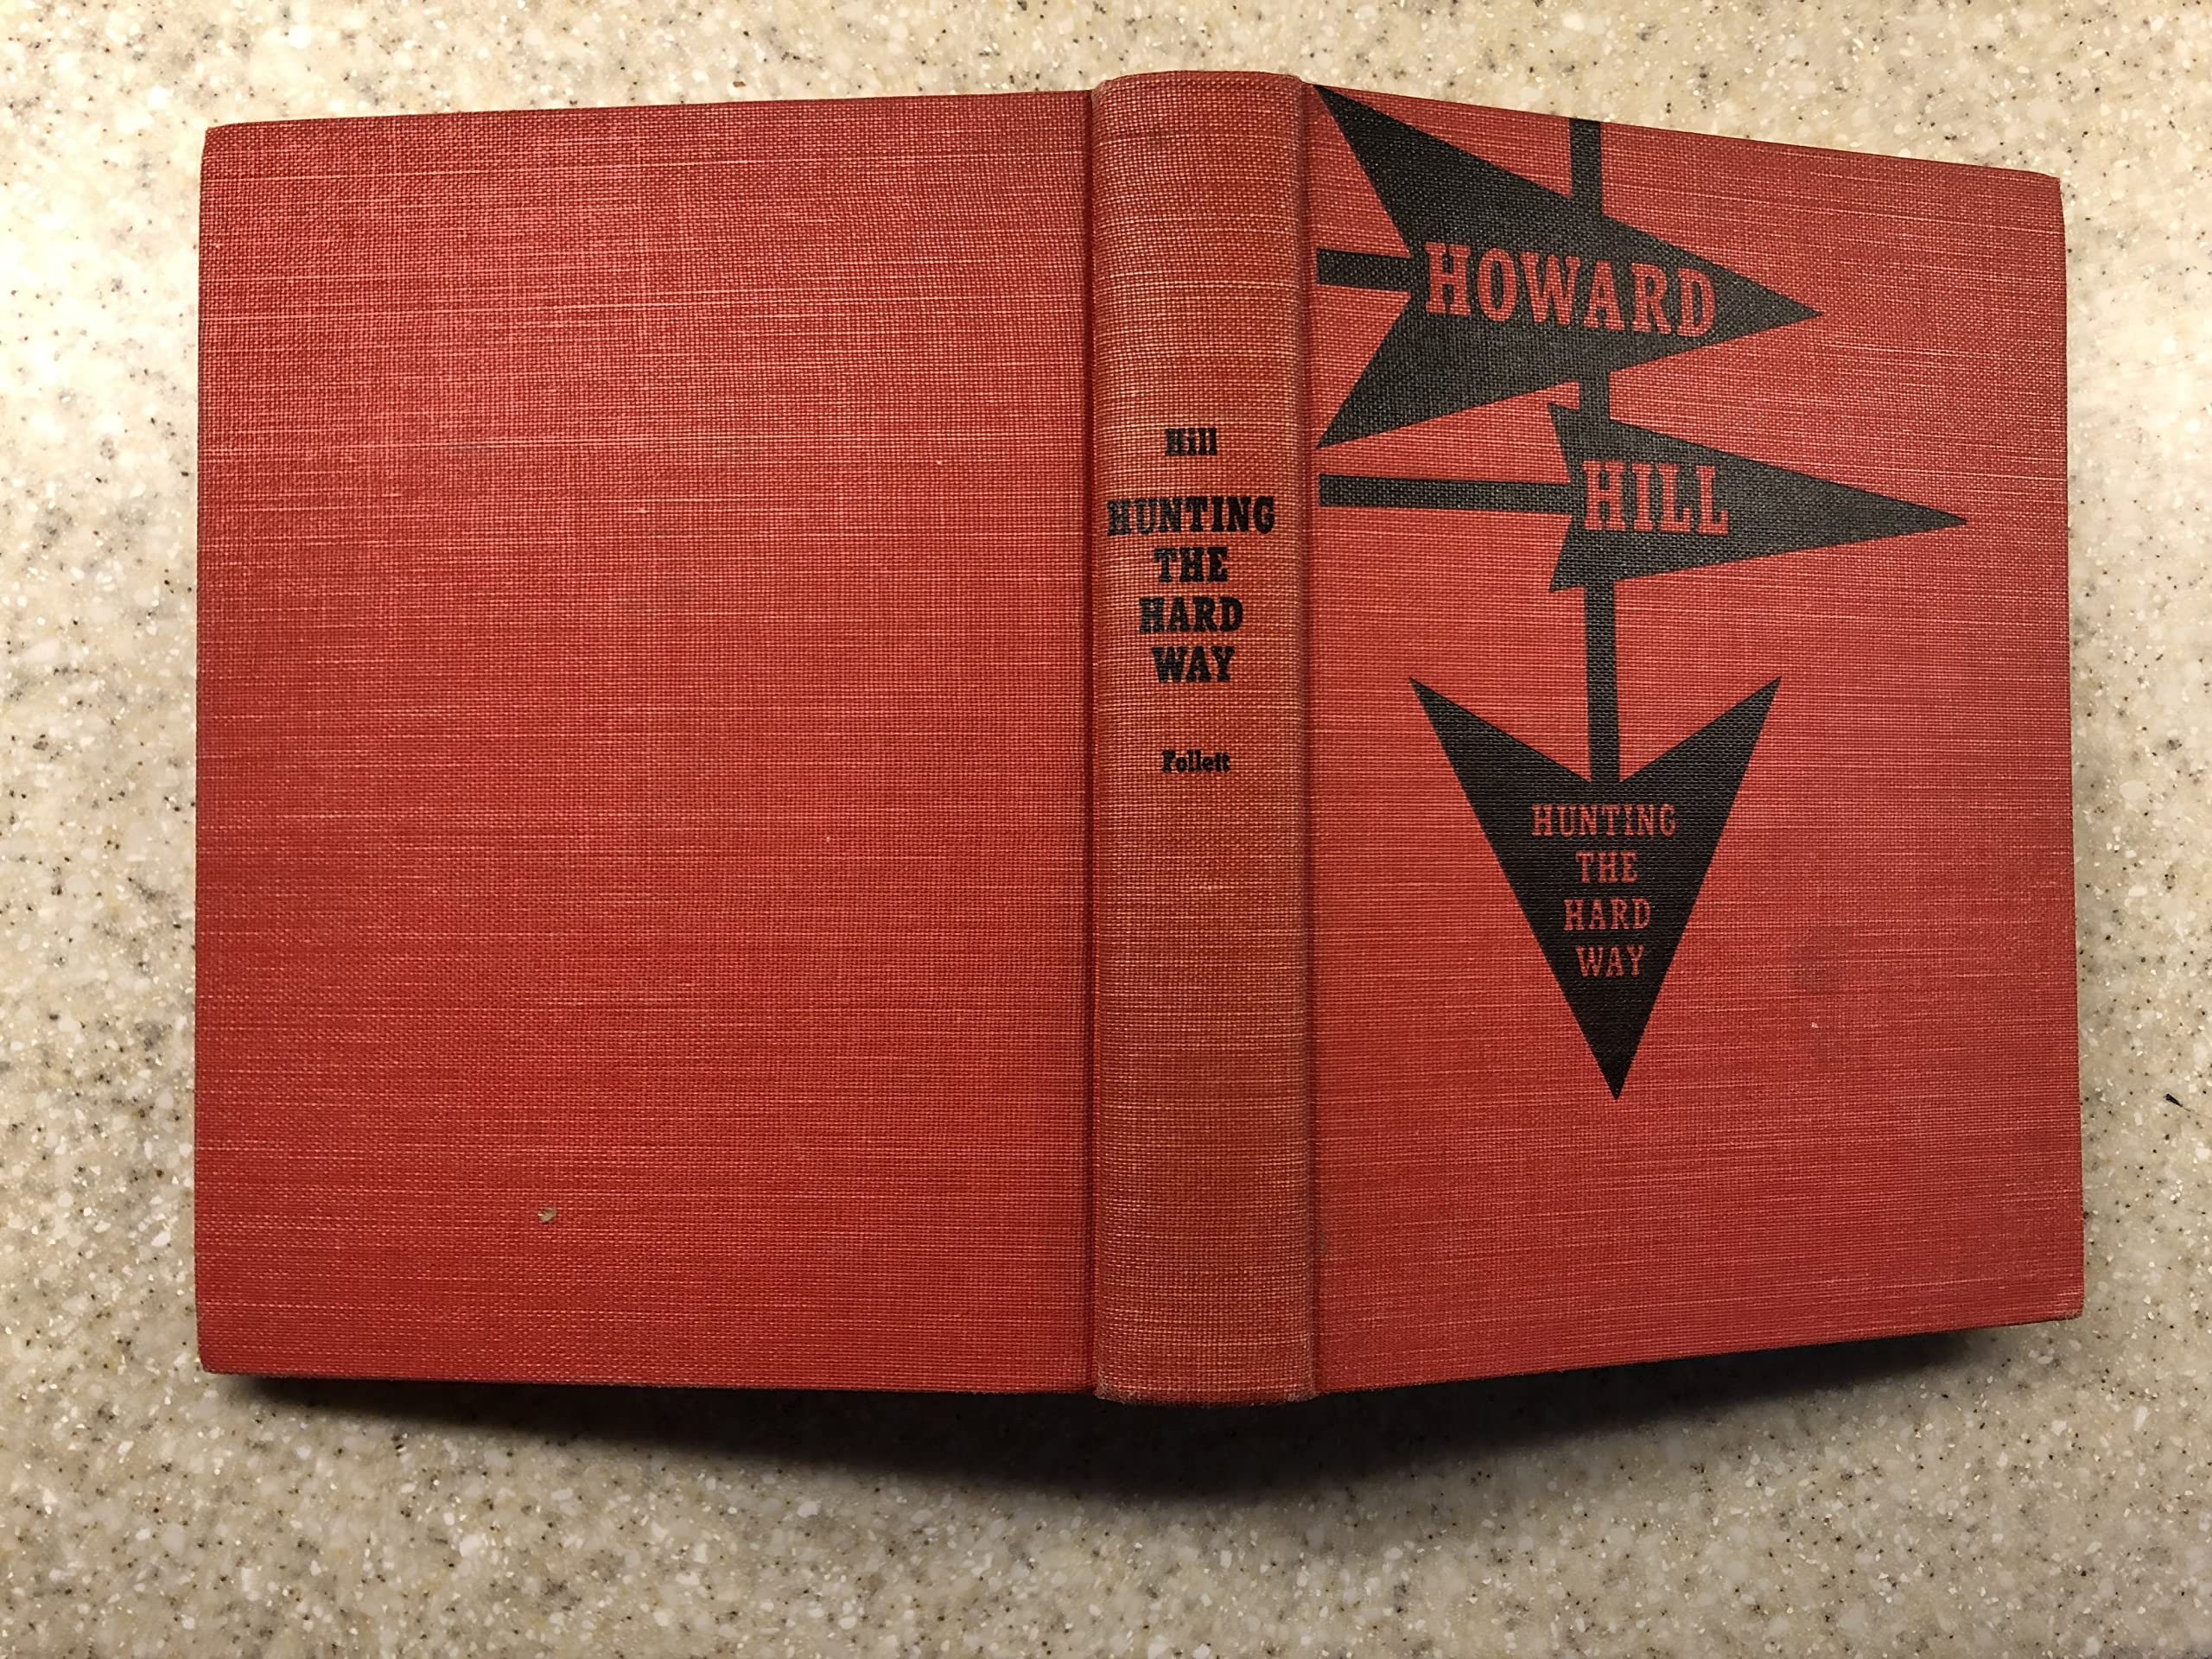 Hill
HUNTING
THE
HARD
WAY
Follett
HOWARD
HILL
HUNTING
THE
HARD
WAY